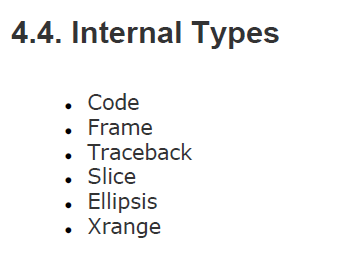 4.4. Internal Types
• Code
• Frame
• Traceback
• Slice
• Ellipsis
• Xrange